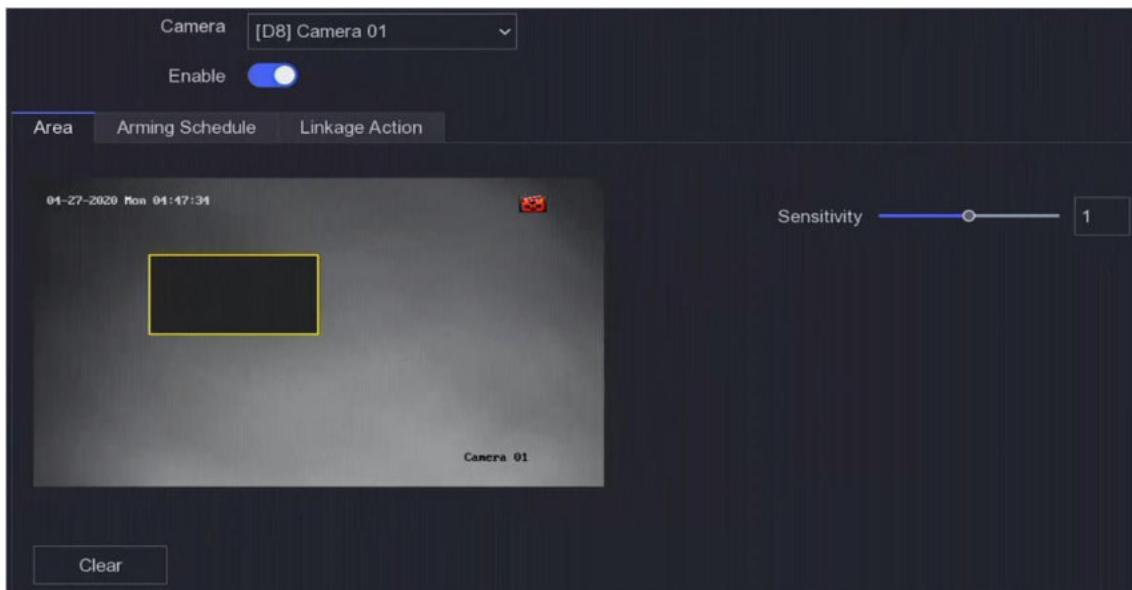 Camera [D8] Camera 01
Enable
Area Arming Schedule Linkage Action
04-27-2020 Mon 04:47:34
Sensitivity 1
Camera 01
Clear